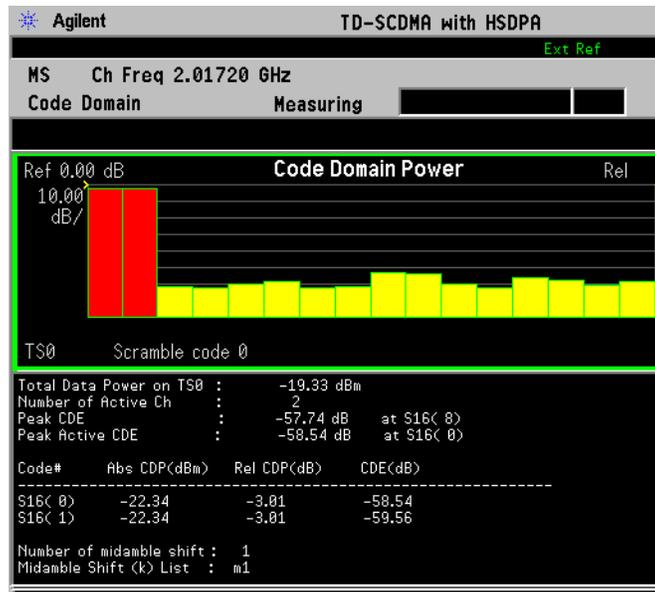 Agilent TD-SCDMA with HSDPA
Ext Ref
MS Ch Freq 2.01720 GHz
Code Domain Measuring
Ref 0.00 dB Code Domain Power Rel
10.00
dB/
TS0 Scramble code 0
Total Data Power on TS0 : -19.33 dBm
Number of Active Ch : 2
Peak CDE : -57.74 dB at S16( 8)
Peak Active CDE : -58.54 dB at S16( 0)
Code# Abs CDP(dBm) Rel CDP(dB) CDE(dB)
S16( 0) -22.34 -3.01 -58.54
S16( 1) -22.34 -3.01 -59.56
Number of midamble shift : 1
Midamble Shift (k) List : m1